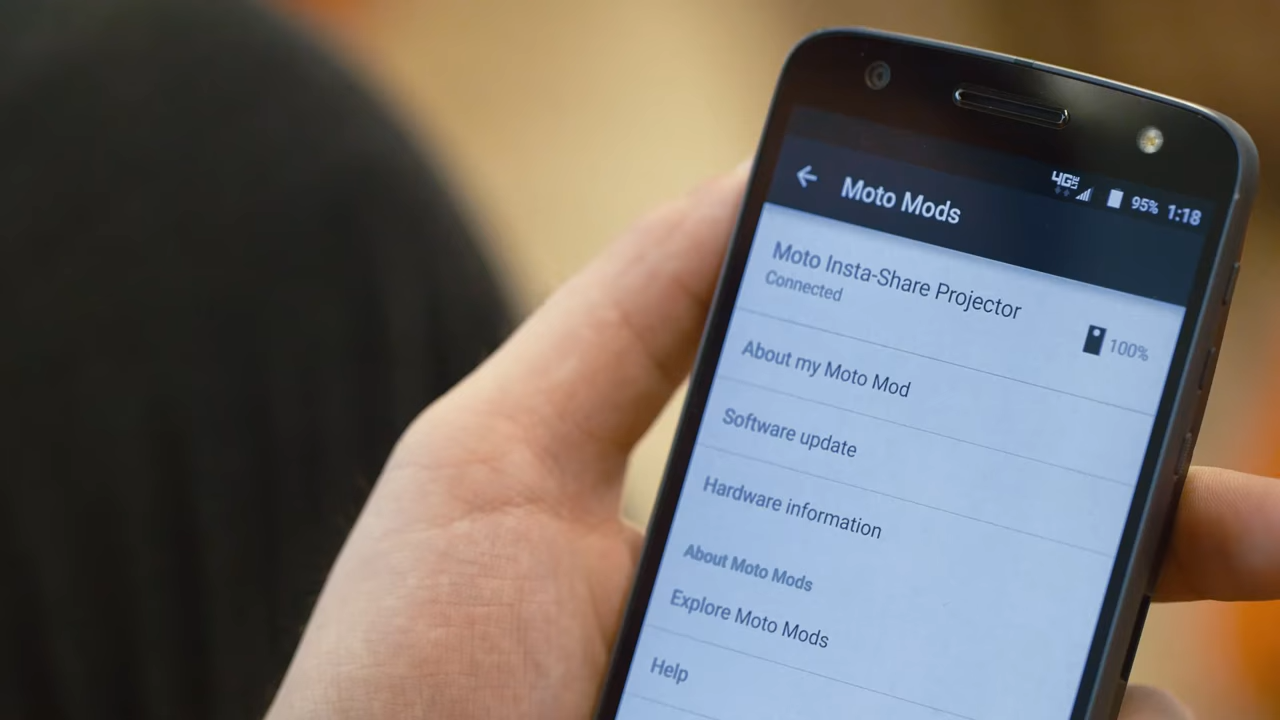 4G LTE 95% 1:18
Moto Mods
Moto Insta-Share Projector
Connected
100%
About my Moto Mod
Software update
Hardware information
About Moto Mods
Explore Moto Mods
Help